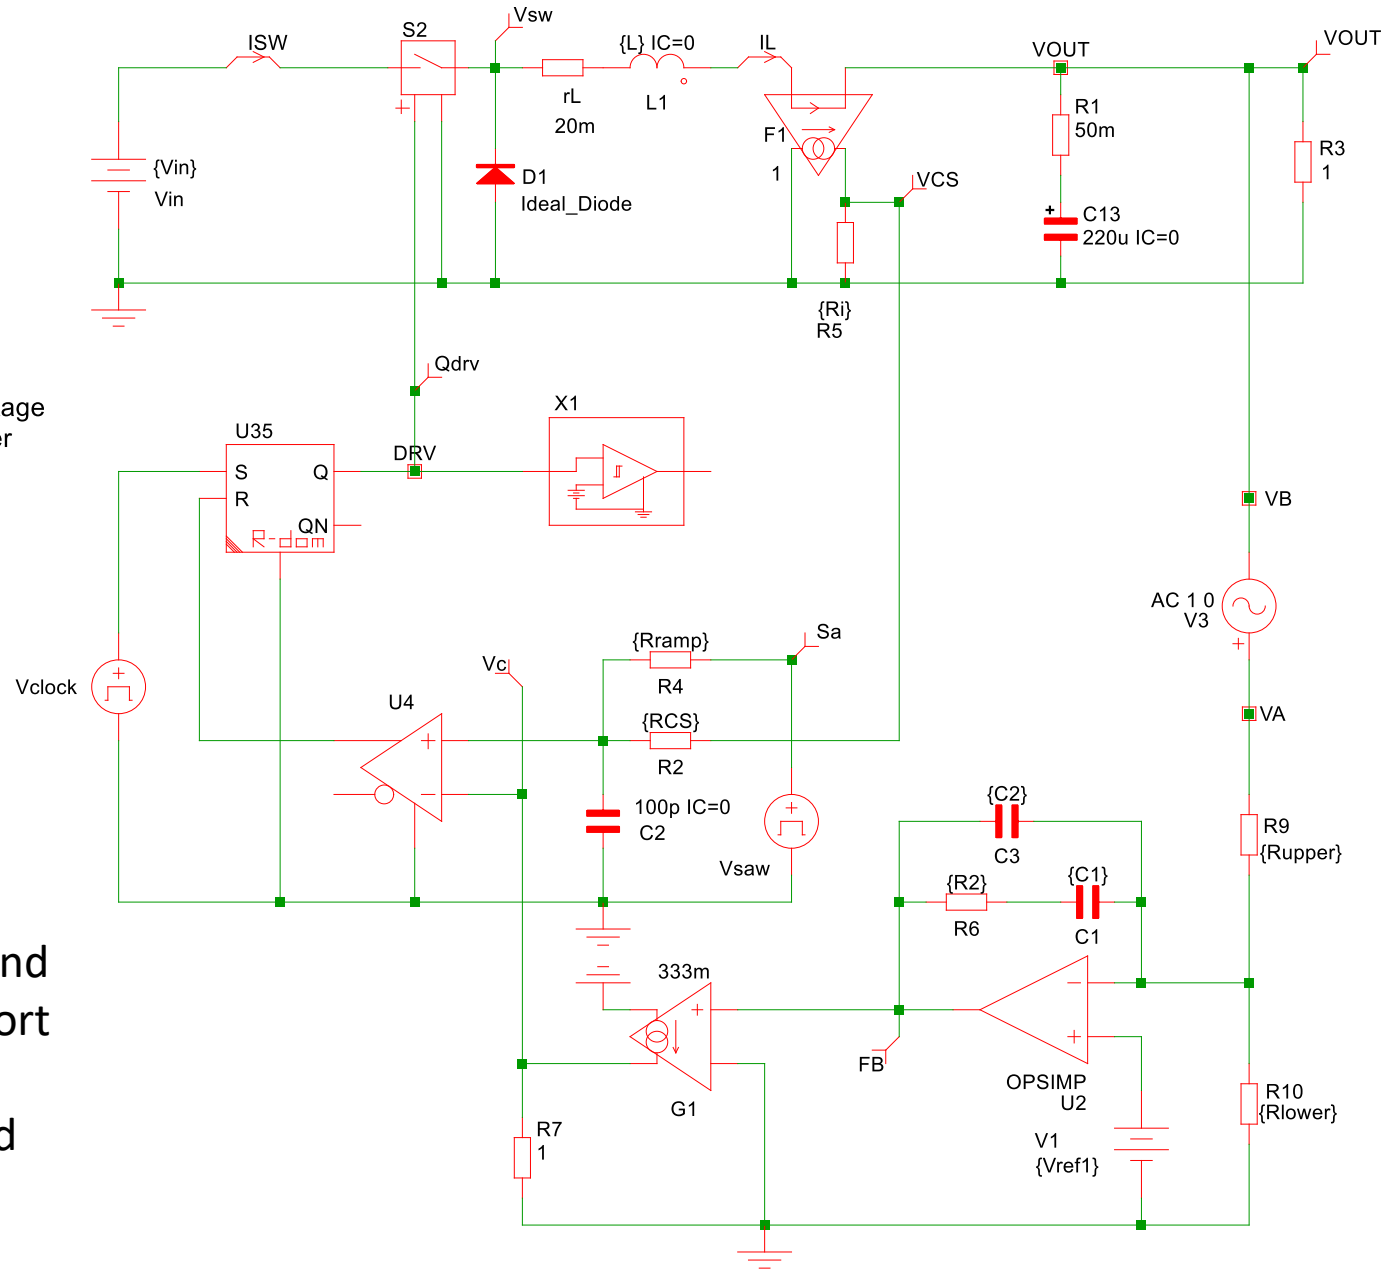 Vsw
S2
ISW
{L} IC=0
IL
VOUT
VOUT
rL
20m
L1
F1
1
R1
50m
R3
1
{Vin}
Vin
D1
Ideal_Diode
VCS
+
C13
220u IC=0
{Ri}
R5
Qdrv
age
er
X1
U35
DRV
S
Q
R
QN
R-dom
VB
AC 1 0
V3
+
Sa
{Rramp}
R4
Vc
Vclock
+
U4
+
−
{RCS}
R2
VA
100p IC=0
C2
+
Vsaw
{C2}
C3
R9
{Rupper}
{R2}
R6
{C1}
C1
nd
ort
d
333m
+
G1
FB
−
+
OPSIMP
U2
R10
{Rlower}
R7
1
V1
{Vref1}